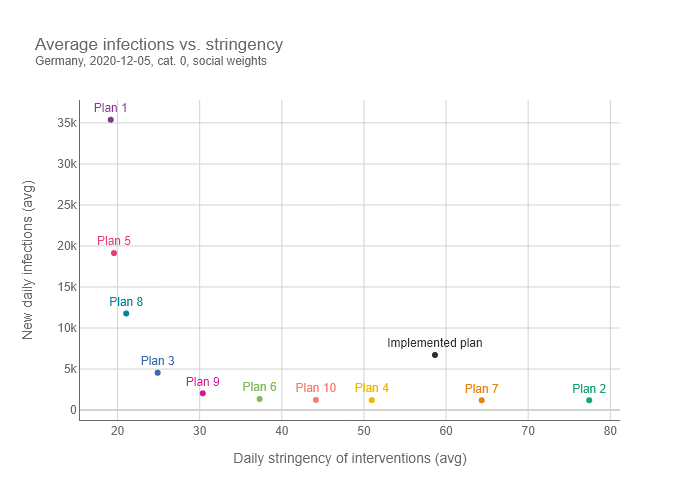 Average infections vs. stringency
Germany, 2020-12-05, cat. 0, social weights
New daily infections (avg)
35k
30k
25k
20k
15k
10k
5k
0
Plan 1
Plan 5
Plan 8
Plan 3
Plan 9
Plan 6
Plan 10
Plan 4
Implemented plan
Plan 7
Plan 2
20
30
40
50
60
70
80
Daily stringency of interventions (avg)